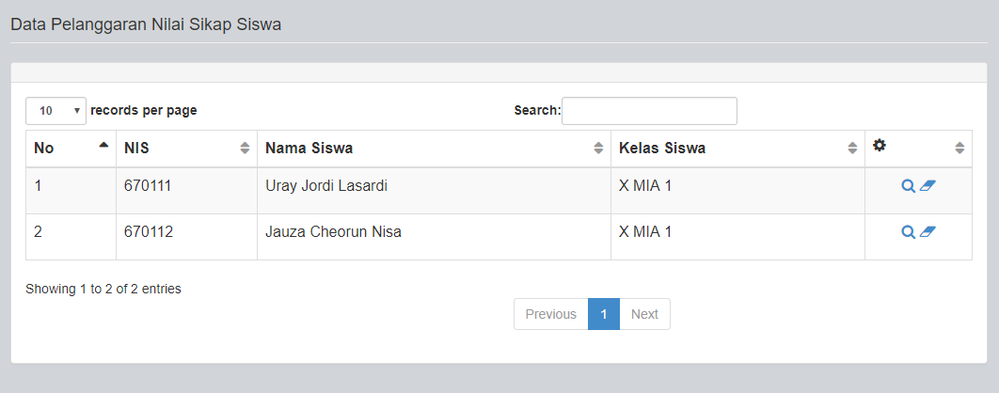 Data Pelanggaran Nilai Sikap Siswa
10 records per page Search:
No NIS Nama Siswa Kelas Siswa
1 670111 Uray Jordi Lasardi X MIA 1
2 670112 Jauza Cheorun Nisa X MIA 1
Showing 1 to 2 of 2 entries
Previous 1 Next